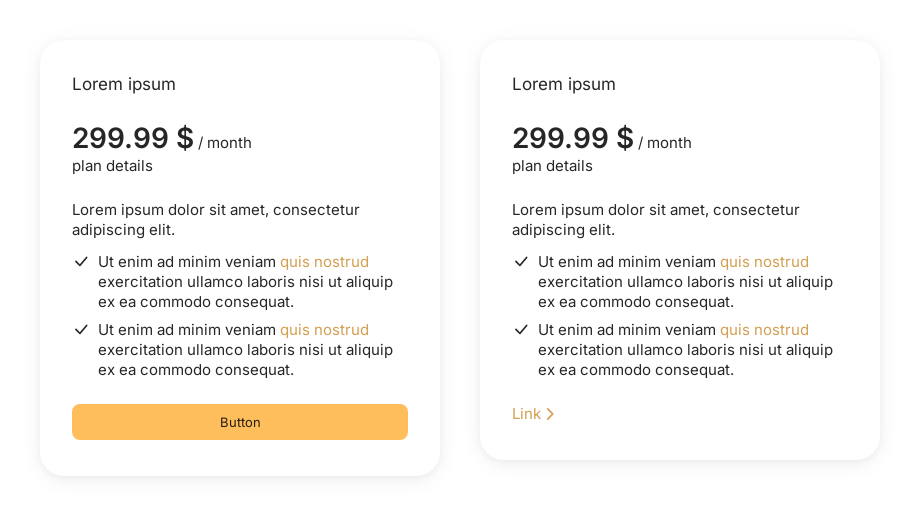 Lorem ipsum
299.99 $ / month
plan details
Lorem ipsum dolor sit amet, consectetur
adipiscing elit.
Ut enim ad minim veniam quis nostrud
exercitation ullamco laboris nisi ut aliquip
ex ea commodo consequat.
Ut enim ad minim veniam quis nostrud
exercitation ullamco laboris nisi ut aliquip
ex ea commodo consequat.
Button
Lorem ipsum
299.99 $ / month
plan details
Lorem ipsum dolor sit amet, consectetur
adipiscing elit.
Ut enim ad minim veniam quis nostrud
exercitation ullamco laboris nisi ut aliquip
ex ea commodo consequat.
Ut enim ad minim veniam quis nostrud
exercitation ullamco laboris nisi ut aliquip
ex ea commodo consequat.
Link